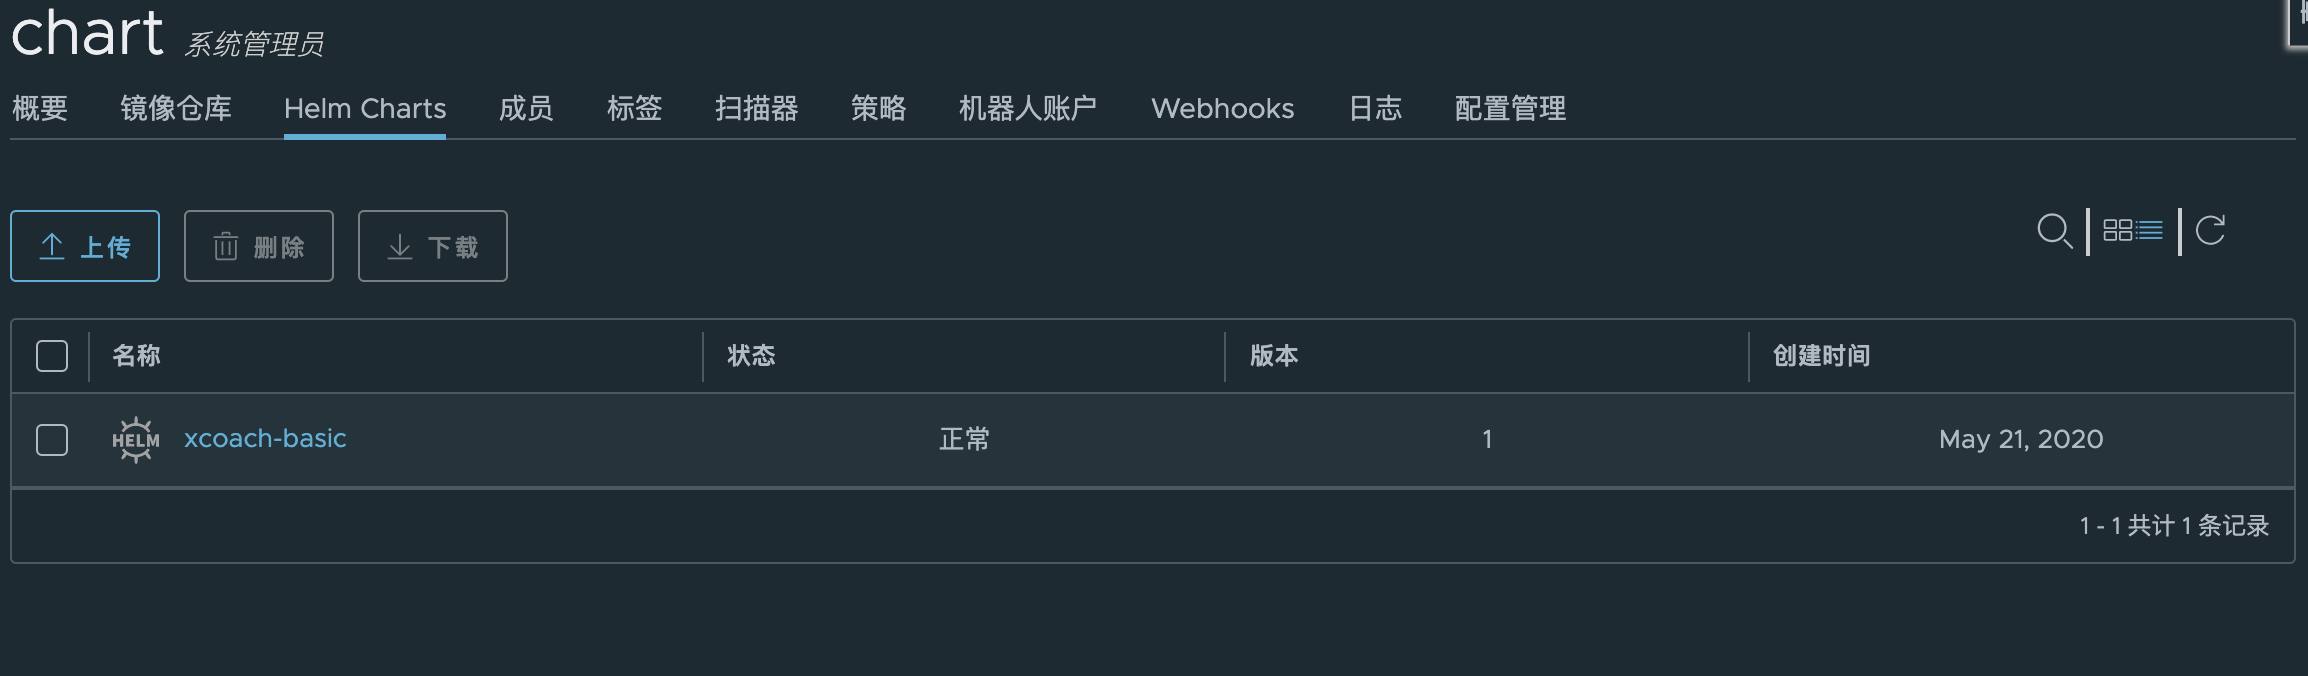 chart 系统管理员
概要 镜像仓库 Helm Charts 成员 标签 扫描器 策略 机器人账户 Webhooks 日志 配置管理
上传 删除 下载
名称 状态 版本 创建时间
HELM xcoach-basic 正常 1 May 21, 2020
1 - 1 共计 1 条记录